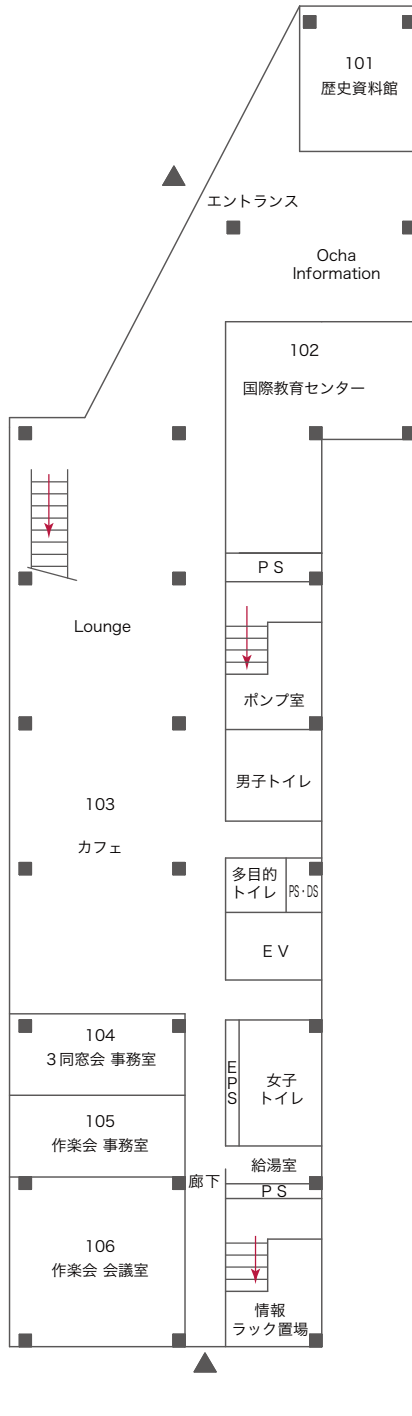 101
歴史資料館
エントランス
Ocha
Information
102
国際教育センター
ＰＳ
Lounge
ポンプ室
103
カフェ
男子トイレ
多目的
トイレ
PS・DS
ＥＶ
104
３同窓会 事務室
EPS
女子
トイレ
105
作楽会 事務室
給湯室
廊下
ＰＳ
106
作楽会 会議室
情報
ラック置場